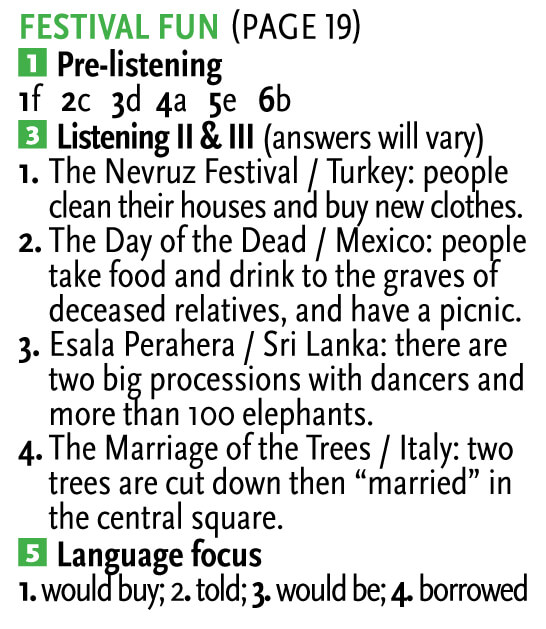 FESTIVAL FUN (PAGE 19)
1 Pre-listening
1f 2c 3d 4a 5e 6b
3 Listening II & III (answers will vary)
1. The Nevruz Festival / Turkey: people
clean their houses and buy new clothes.
2. The Day of the Dead / Mexico: people
take food and drink to the graves of
deceased relatives, and have a picnic.
3. Esala Perahera / Sri Lanka: there are
two big processions with dancers and
more than 100 elephants.
4. The Marriage of the Trees / Italy: two
trees are cut down then “married” in
the central square.
5 Language focus
1. would buy; 2. told; 3. would be; 4. borrowed